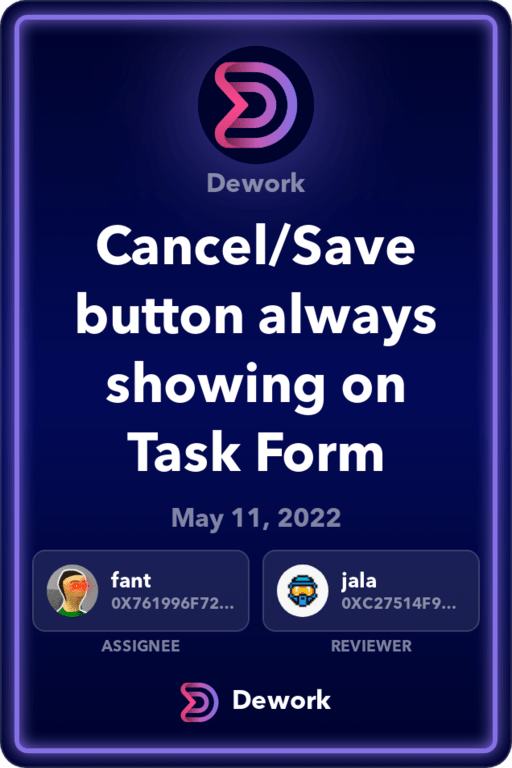 Dework
Cancel/Save
button always
showing on
Task Form
May 11, 2022
fant
0X761996F72...
jala
0XC27514F9...
ASSIGNEE
REVIEWER
Dework